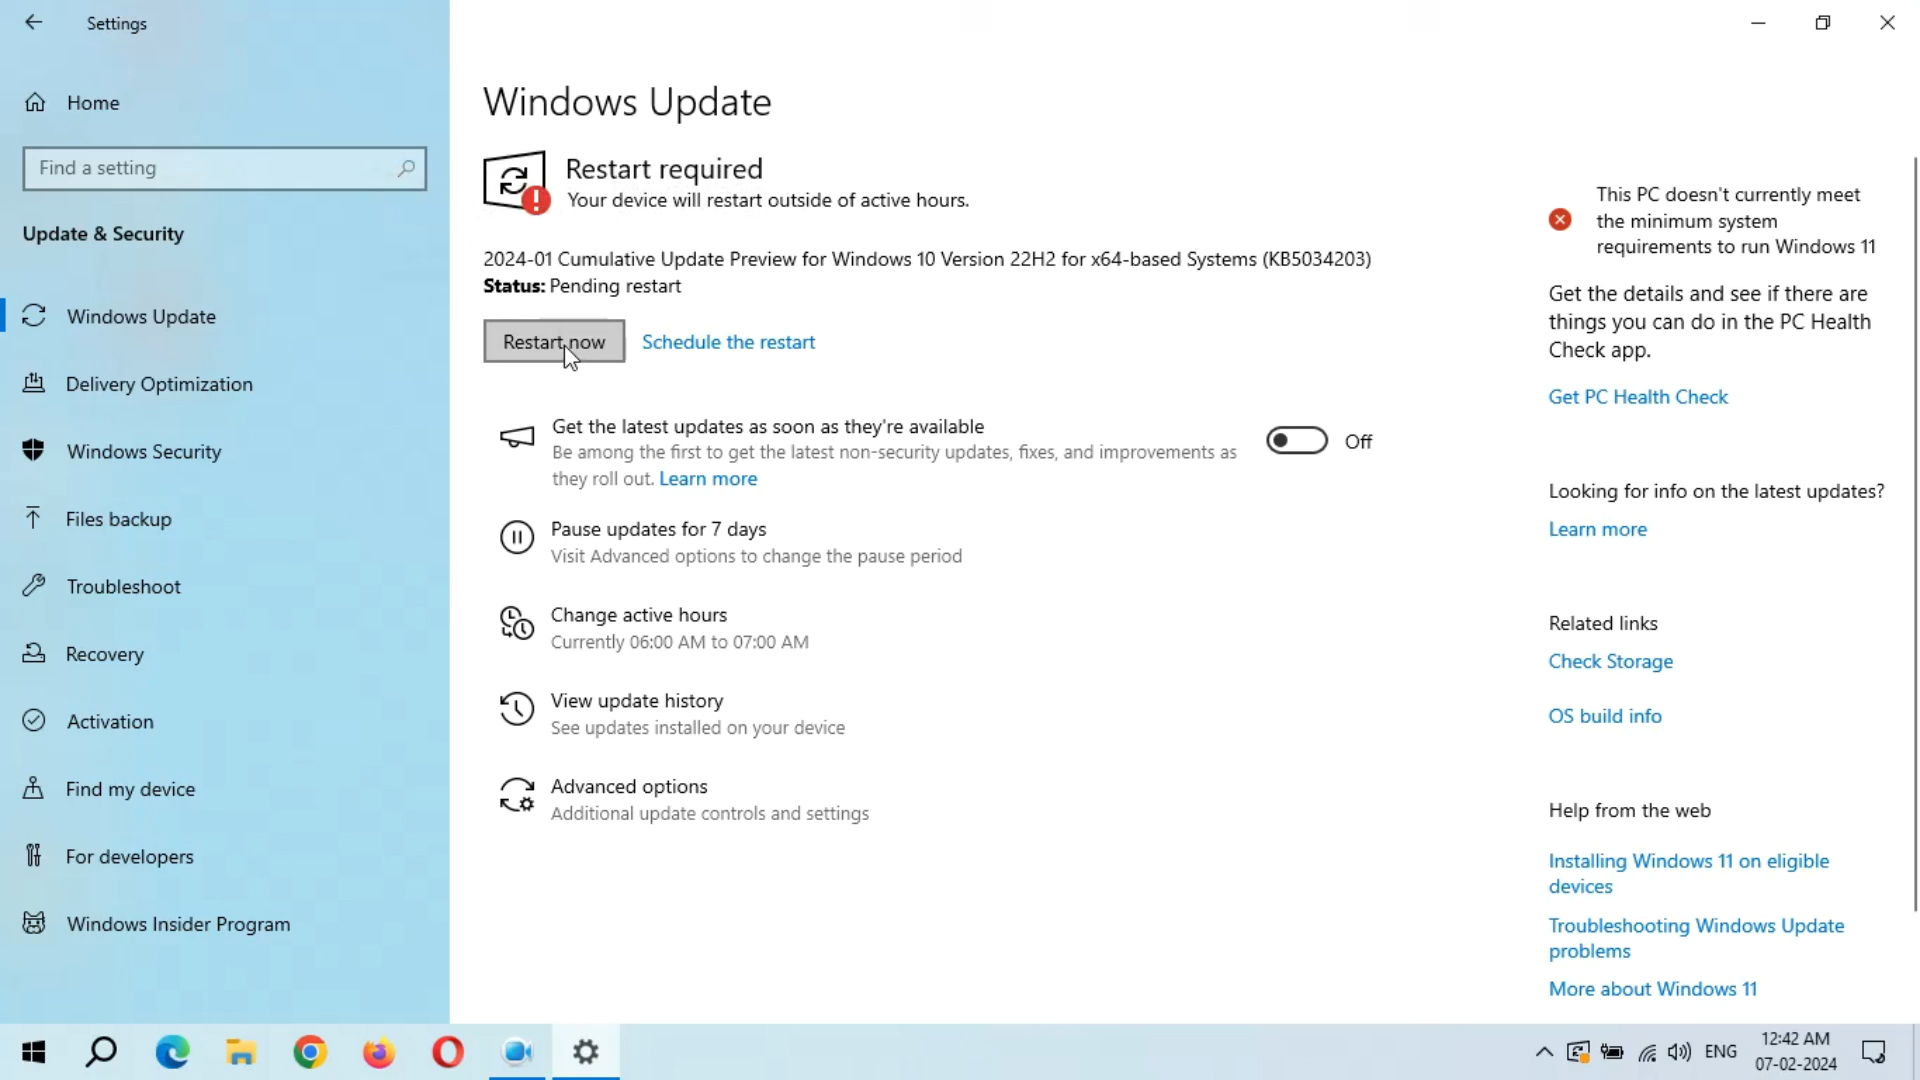 Settings
Home
Find a setting
Update & Security
Windows Update
Delivery Optimization
Windows Security
Files backup
Troubleshoot
Recovery
Activation
Find my device
For developers
Windows Insider Program
Windows Update
Restart required
Your device will restart outside of active hours.
2024-01 Cumulative Update Preview for Windows 10 Version 22H2 for x64-based Systems (KB5034203)
Status: Pending restart
Restart now
Schedule the restart
Get the latest updates as soon as they're available
Be among the first to get the latest non-security updates, fixes, and improvements as
they roll out. Learn more
Off
Pause updates for 7 days
Visit Advanced options to change the pause period
Change active hours
Currently 06:00 AM to 07:00 AM
View update history
See updates installed on your device
Advanced options
Additional update controls and settings
This PC doesn't currently meet
the minimum system
requirements to run Windows 11
Get the details and see if there are
things you can do in the PC Health
Check app.
Get PC Health Check
Looking for info on the latest updates?
Learn more
Related links
Check Storage
OS build info
Help from the web
Installing Windows 11 on eligible
devices
Troubleshooting Windows Update
problems
More about Windows 11
ENG
12:42 AM
07-02-2024